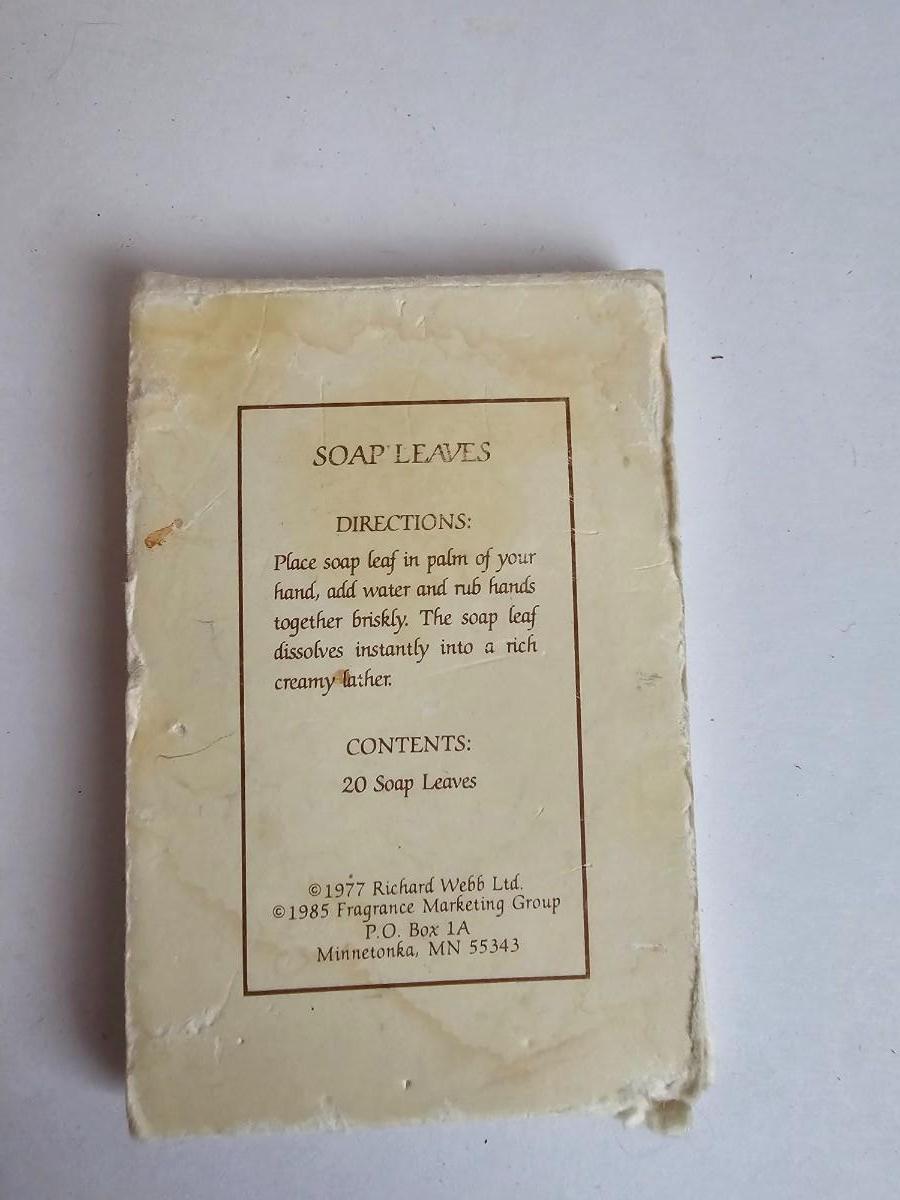 SOAP LEAVES
DIRECTIONS:
Place soap leaf in palm of your
hand, add water and rub hands
together briskly. The soap leaf
dissolves instantly into a rich
creamy lather.
CONTENTS:
20 Soap Leaves
©1977 Richard Webb Ltd.
©1985 Fragrance Marketing Group
P.O. Box 1A
Minnetonka, MN 55343